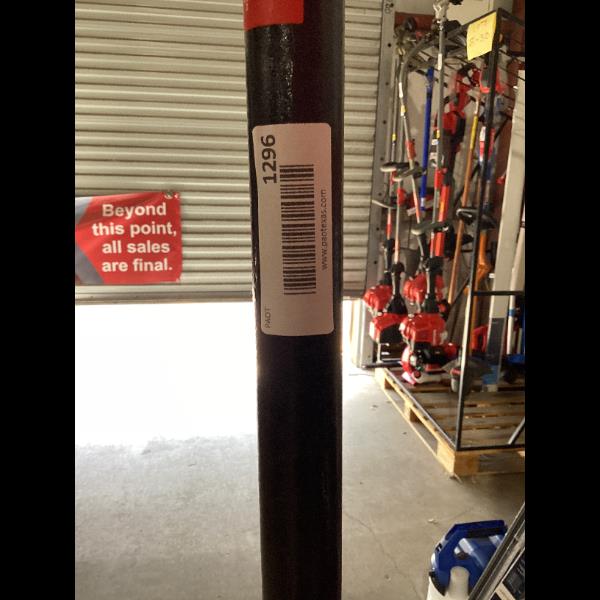 1296
www.paotexas.com
PAOT
Beyond
this point,
all sales
are final.